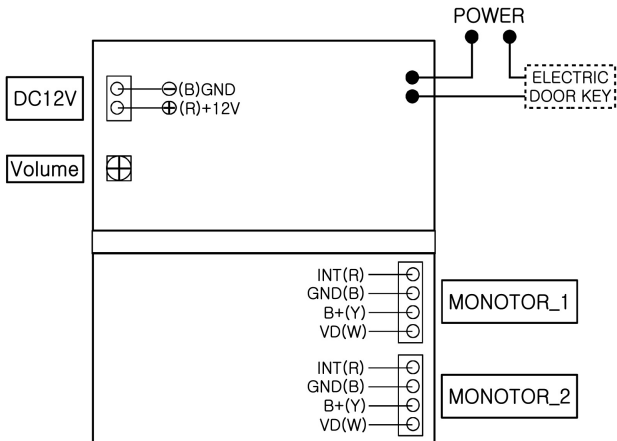 POWER
DC12V
⊖(B)GND
⊕(R)+12V
ELECTRIC
DOOR KEY
Volume
INT(R)
GND(B)
B+(Y)
VD(W)
MONOTOR_1
INT(R)
GND(B)
B+(Y)
VD(W)
MONOTOR_2